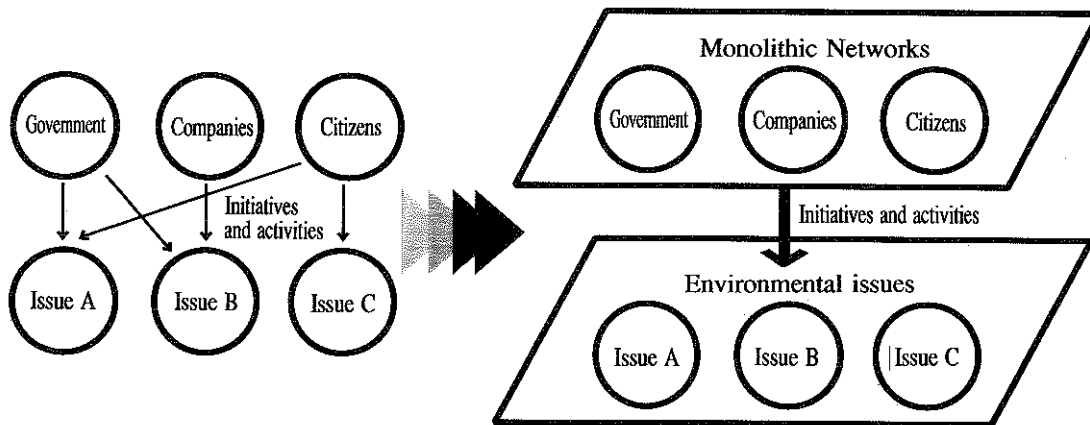 Government
Companies
Citizens
Initiatives
and activities
Issue A
Issue B
Issue C
Monolithic Networks
Government
Companies
Citizens
Initiatives and activities
Environmental issues
Issue A
Issue B
Issue C